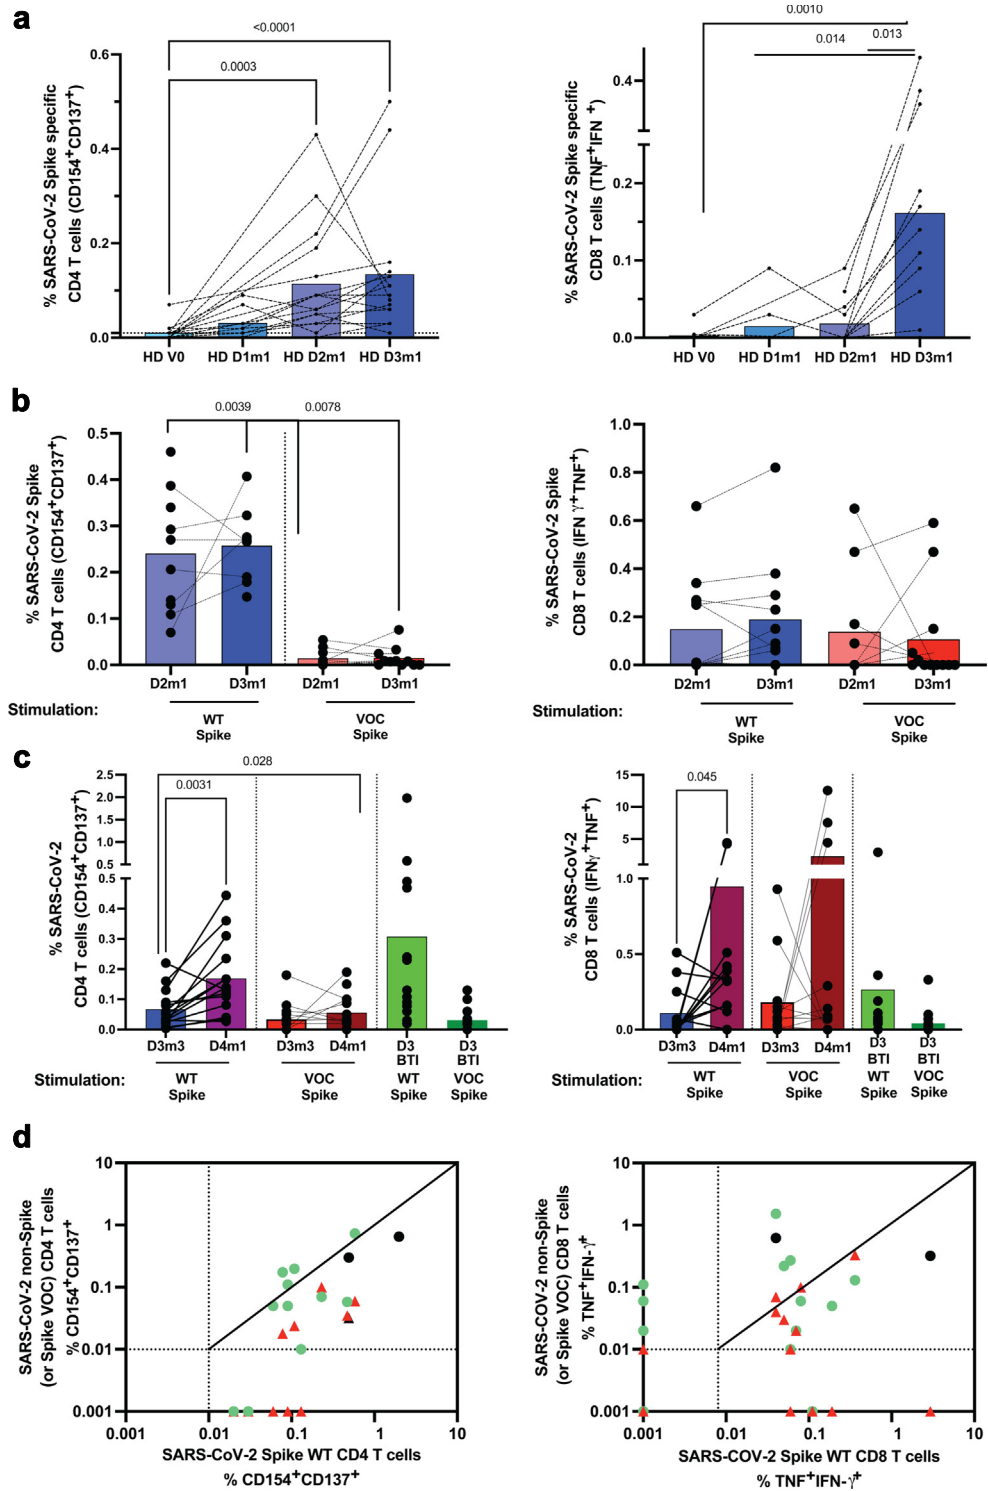 a
<0.0001
0.0003
% SARS-CoV-2 Spike specific
CD4 T cells (CD154+CD137+)
0.6
0.4
0.2
0.0
HD V0 HD D1m1 HD D2m1 HD D3m1
0.0010
0.014
0.013
% SARS-CoV-2 Spike specific
CD8 T cells (TNF+IFN +)
0.4
0.2
0.1
0.0
HD V0 HD D1m1 HD D2m1 HD D3m1
b
0.0039 0.0078
% SARS-CoV-2 Spike
CD4 T cells (CD154+CD137+)
0.5
0.4
0.3
0.2
0.1
0.0
D2m1 D3m1 D2m1 D3m1
Stimulation:
WT
Spike
VOC
Spike
% SARS-CoV-2 Spike
CD8 T cells (IFN γ+TNF+)
1.0
0.8
0.6
0.4
0.2
0.0
D2m1 D3m1 D2m1 D3m1
Stimulation:
WT
Spike
VOC
Spike
c
0.028
0.0031
% SARS-CoV-2
CD4 T cells (CD154+CD137+)
2.5
2.0
1.5
1.0
0.5
0.5
0.4
0.3
0.2
0.1
0.0
D3m3 D4m1 D3m3 D4m1
D3
BTI
WT
Spike
D3
BTI
VOC
Spike
Stimulation:
WT
Spike
VOC
Spike
0.045
% SARS-CoV-2
CD8 T cells (IFNγ+TNF+)
15
10
5
1.0
0.5
0.0
D3m3 D4m1 D3m3 D4m1
D3
BTI
WT
Spike
D3
BTI
VOC
Spike
Stimulation:
WT
Spike
VOC
Spike
d
SARS-CoV-2 non-Spike
(or Spike VOC) CD4 T cells
% CD154+CD137+
10
1
0.1
0.01
0.001
0.001 0.01 0.1 1 10
SARS-CoV-2 Spike WT CD4 T cells
% CD154+CD137+
SARS-COV-2 non-Spike
(or Spike VOC) CD8 T cells
% TNF+IFN-γ+
10
1
0.1
0.01
0.001
0.001 0.01 0.1 1 10
SARS-COV-2 Spike WT CD8 T cells
% TNF+IFN-γ+